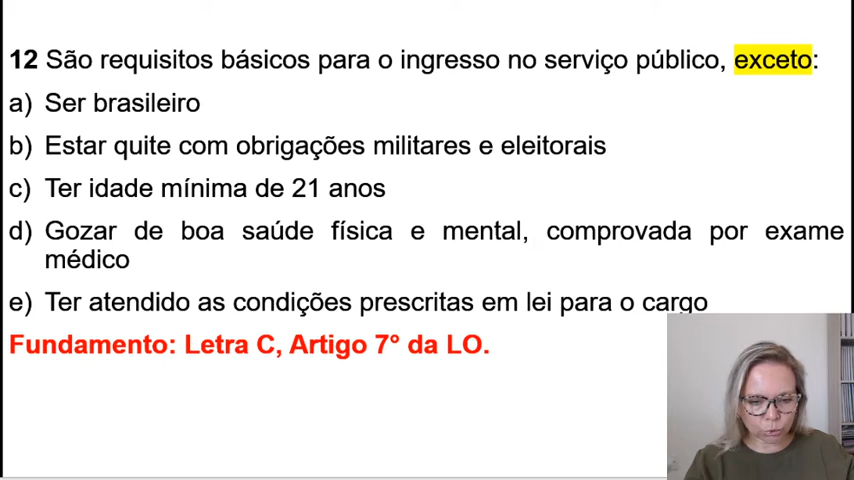 12 São requisitos básicos para o ingresso no serviço público, exceto:
a) Ser brasileiro
b) Estar quite com obrigações militares e eleitorais
c) Ter idade mínima de 21 anos
d) Gozar de boa saúde física e mental, comprovada por exame
médico
e) Ter atendido as condições prescritas em lei para o cargo
Fundamento: Letra C, Artigo 7° da LO.